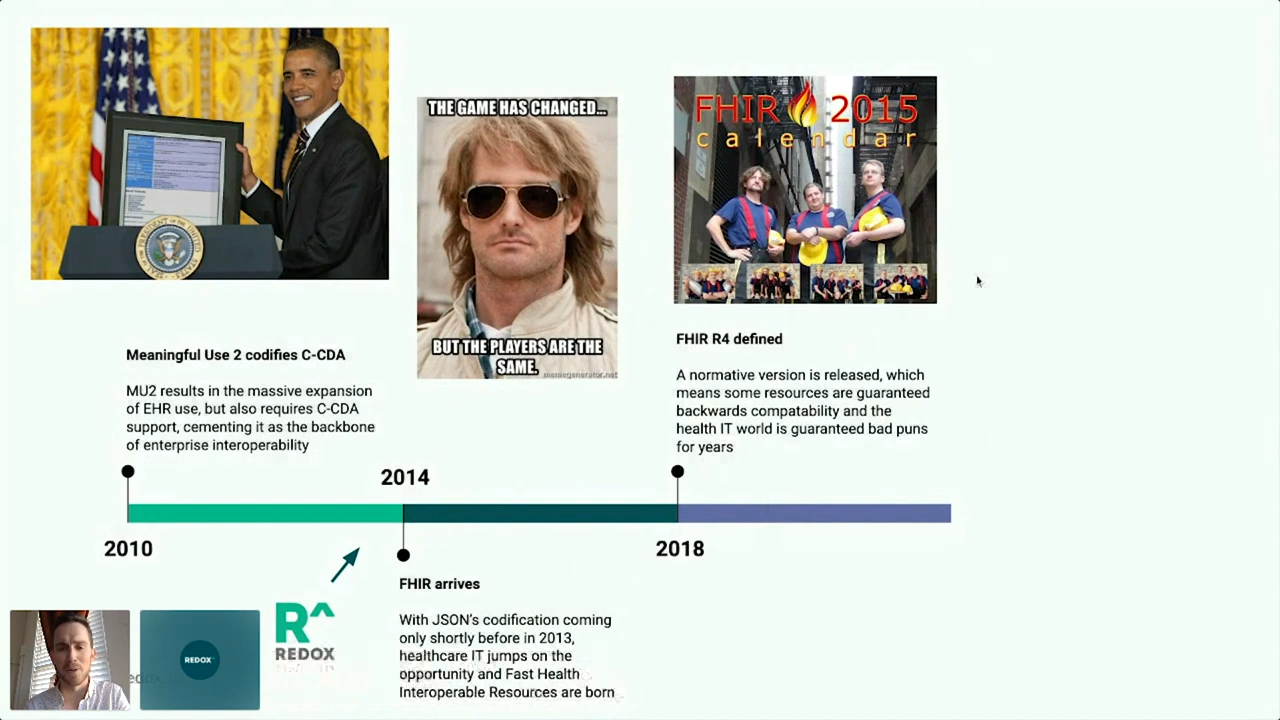 THE GAME HAS CHANGED...
BUT THE PLAYERS ARE THE
SAME.
memegenerator.net
FHIR 2015
calendar
Meaningful Use 2 codifies C-CDA
MU2 results in the massive expansion
of EHR use, but also requires C-CDA
support, cementing it as the backbone
of enterprise interoperability
FHIR R4 defined
A normative version is released, which
means some resources are guaranteed
backwards compatability and the
health IT world is guaranteed bad puns
for years
2014
2010
2018
FHIR arrives
With JSON's codification coming
only shortly before in 2013,
healthcare IT jumps on the
opportunity and Fast Health
Interoperable Resources are born
R^
REDOX
REDOX